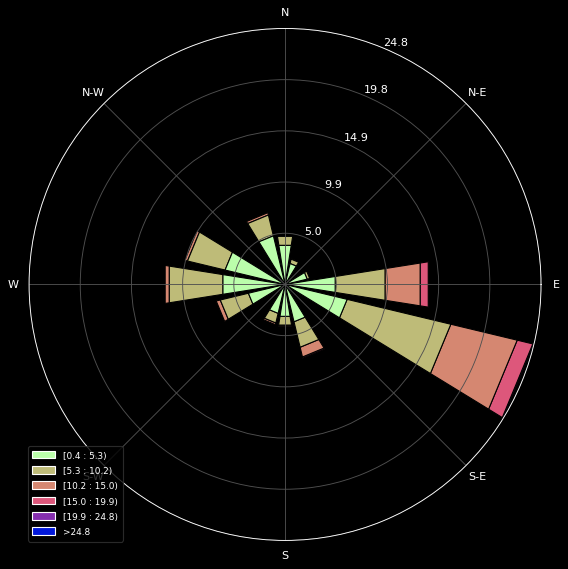 N
24.8
N-W
19.8
N-E
14.9
9.9
5.0
W
E
[0.4 : 5.3)
[5.3 : 10.2)
S-W
S-E
[10.2 : 15.0)
[15.0 : 19.9)
[19.9 : 24.8)
>24.8
S